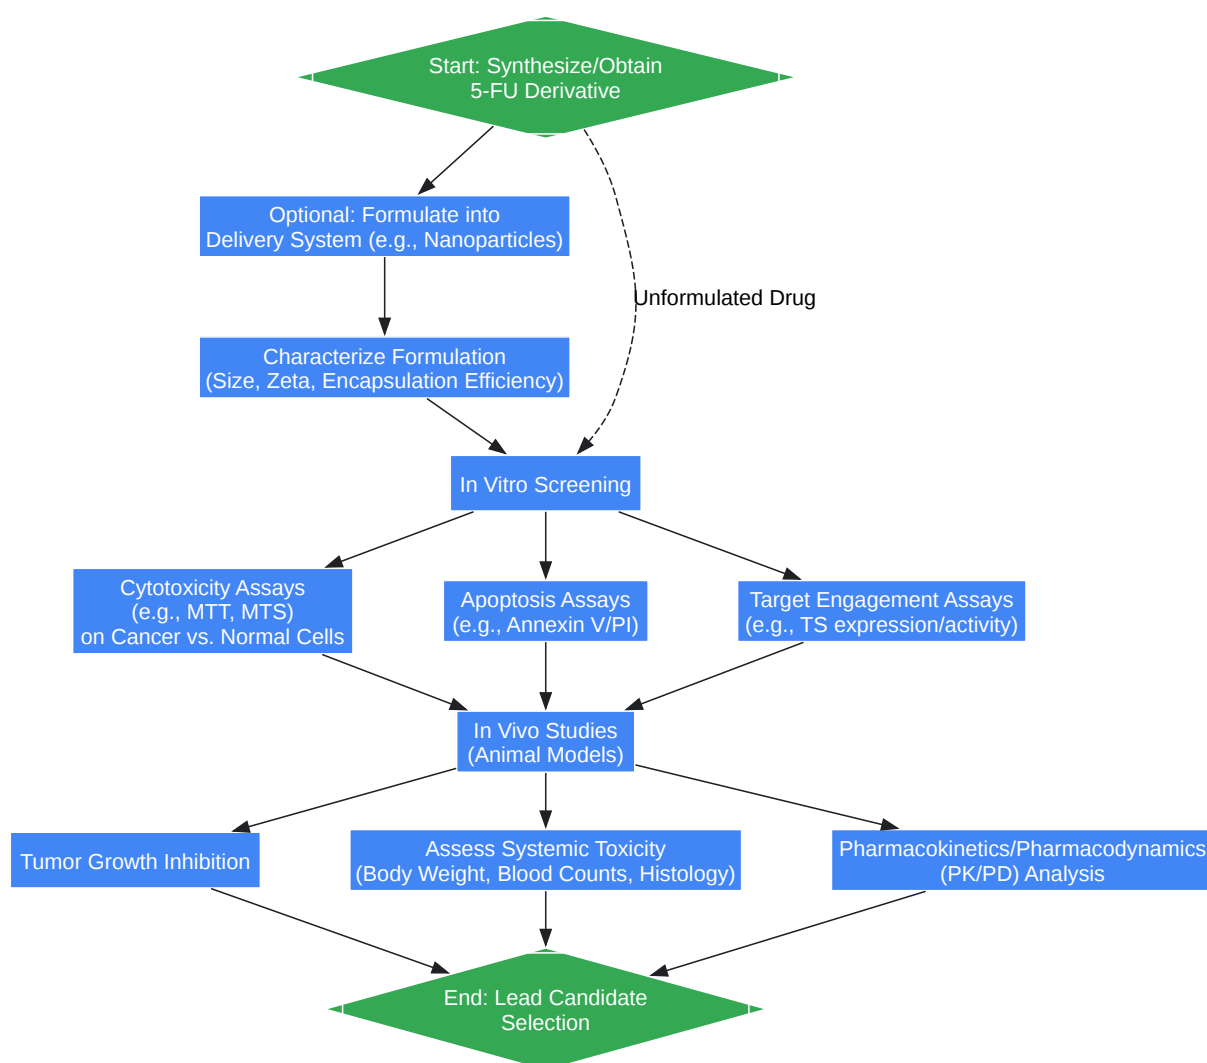 Start: Synthesize/Obtain
5-FU Derivative
Optional: Formulate into
Delivery System (e.g., Nanoparticles)
Unformulated Drug
Characterize Formulation
(Size, Zeta, Encapsulation Efficiency)
In Vitro Screening
Cytotoxicity Assays
(e.g., MTT, MTS)
on Cancer vs. Normal Cells
Apoptosis Assays
(e.g., Annexin V/PI)
Target Engagement Assays
(e.g., TS expression/activity)
In Vivo Studies
(Animal Models)
Tumor Growth Inhibition
Assess Systemic Toxicity
(Body Weight, Blood Counts, Histology)
Pharmacokinetics/Pharmacodynamics
(PK/PD) Analysis
End: Lead Candidate
Selection